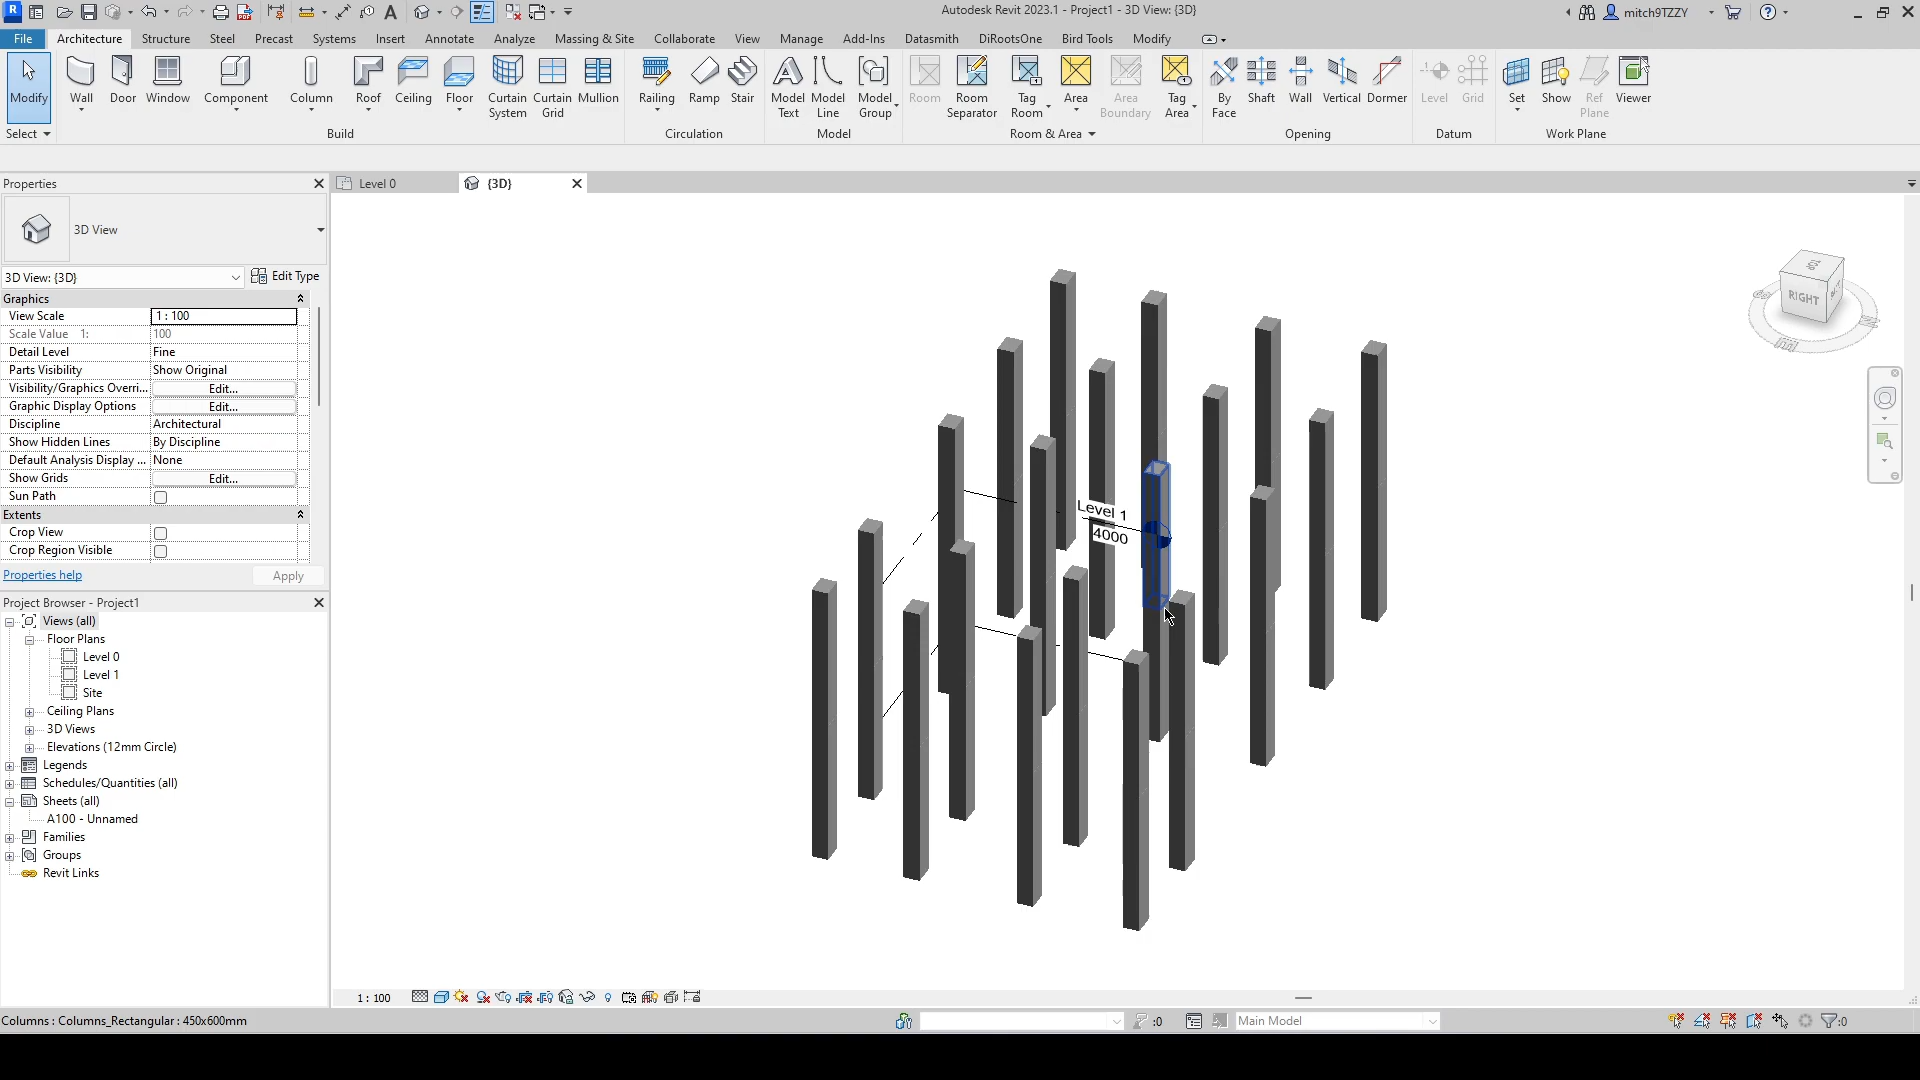 Autodesk Revit 2023.1 - Project1 - 3D View: {3D}
mitch9TZZY
File Architecture Structure Steel Precast Systems Insert Annotate Analyze Massing & Site Collaborate View Manage Add-Ins Datasmith DiRootsOne Bird Tools Modify
Modify Wall Door Window Component Column Roof Ceiling Floor Curtain System Curtain Grid Mullion Railing Ramp Stair Model Text Model Line Model Group Room Room Separator Tag Room Area Area Boundary Tag Area By Face Shaft Wall Vertical Dormer Level Grid Set Show Ref Plane Viewer
Select Build Circulation Model Room & Area Opening Datum Work Plane
Properties
Level 0 {3D}
3D View
3D View: {3D} Edit Type
Graphics
View Scale 1 : 100
Scale Value 1: 100
Detail Level Fine
Parts Visibility Show Original
Visibility/Graphics Overri... Edit...
Graphic Display Options Edit...
Discipline Architectural
Show Hidden Lines By Discipline
Default Analysis Display ... None
Show Grids Edit...
Sun Path
Extents
Crop View
Crop Region Visible
Properties help Apply
Project Browser - Project1
Views (all)
Floor Plans
Level 0
Level 1
Site
Ceiling Plans
3D Views
Elevations (12mm Circle)
Legends
Schedules/Quantities (all)
Sheets (all)
A100 - Unnamed
Families
Groups
Revit Links
Level 1
4000
TOP
RIGHT
1 : 100
Columns : Columns_Rectangular : 450x600mm
:0
Main Model
:0